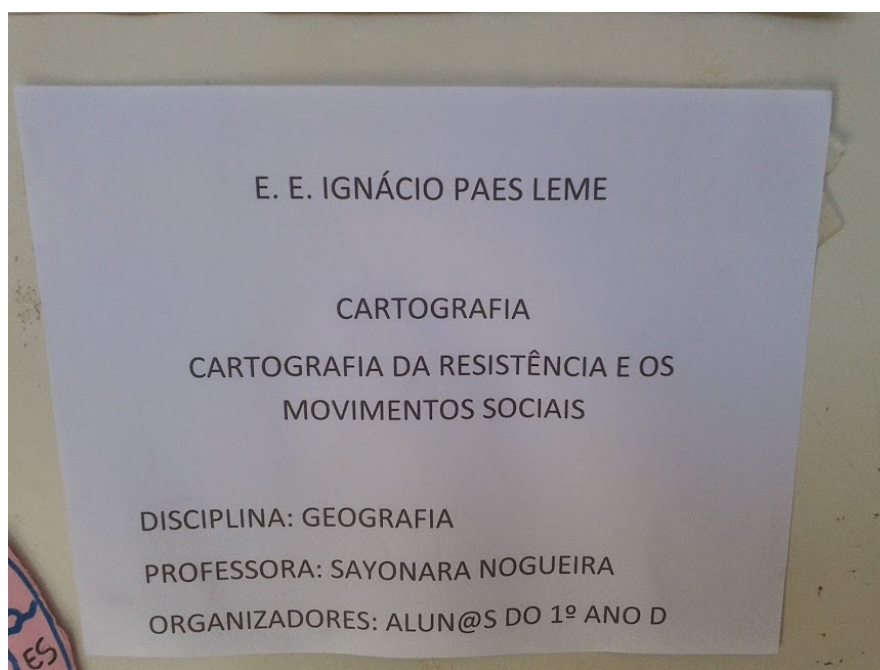 E. E. IGNÁCIO PAES LEME
CARTOGRAFIA
CARTOGRAFIA DA RESISTÊNCIA E OS
MOVIMENTOS SOCIAIS
DISCIPLINA: GEOGRAFIA
PROFESSORA: SAYONARA NOGUEIRA
ORGANIZADORES: ALUN@S DO 1º ANO D
ES